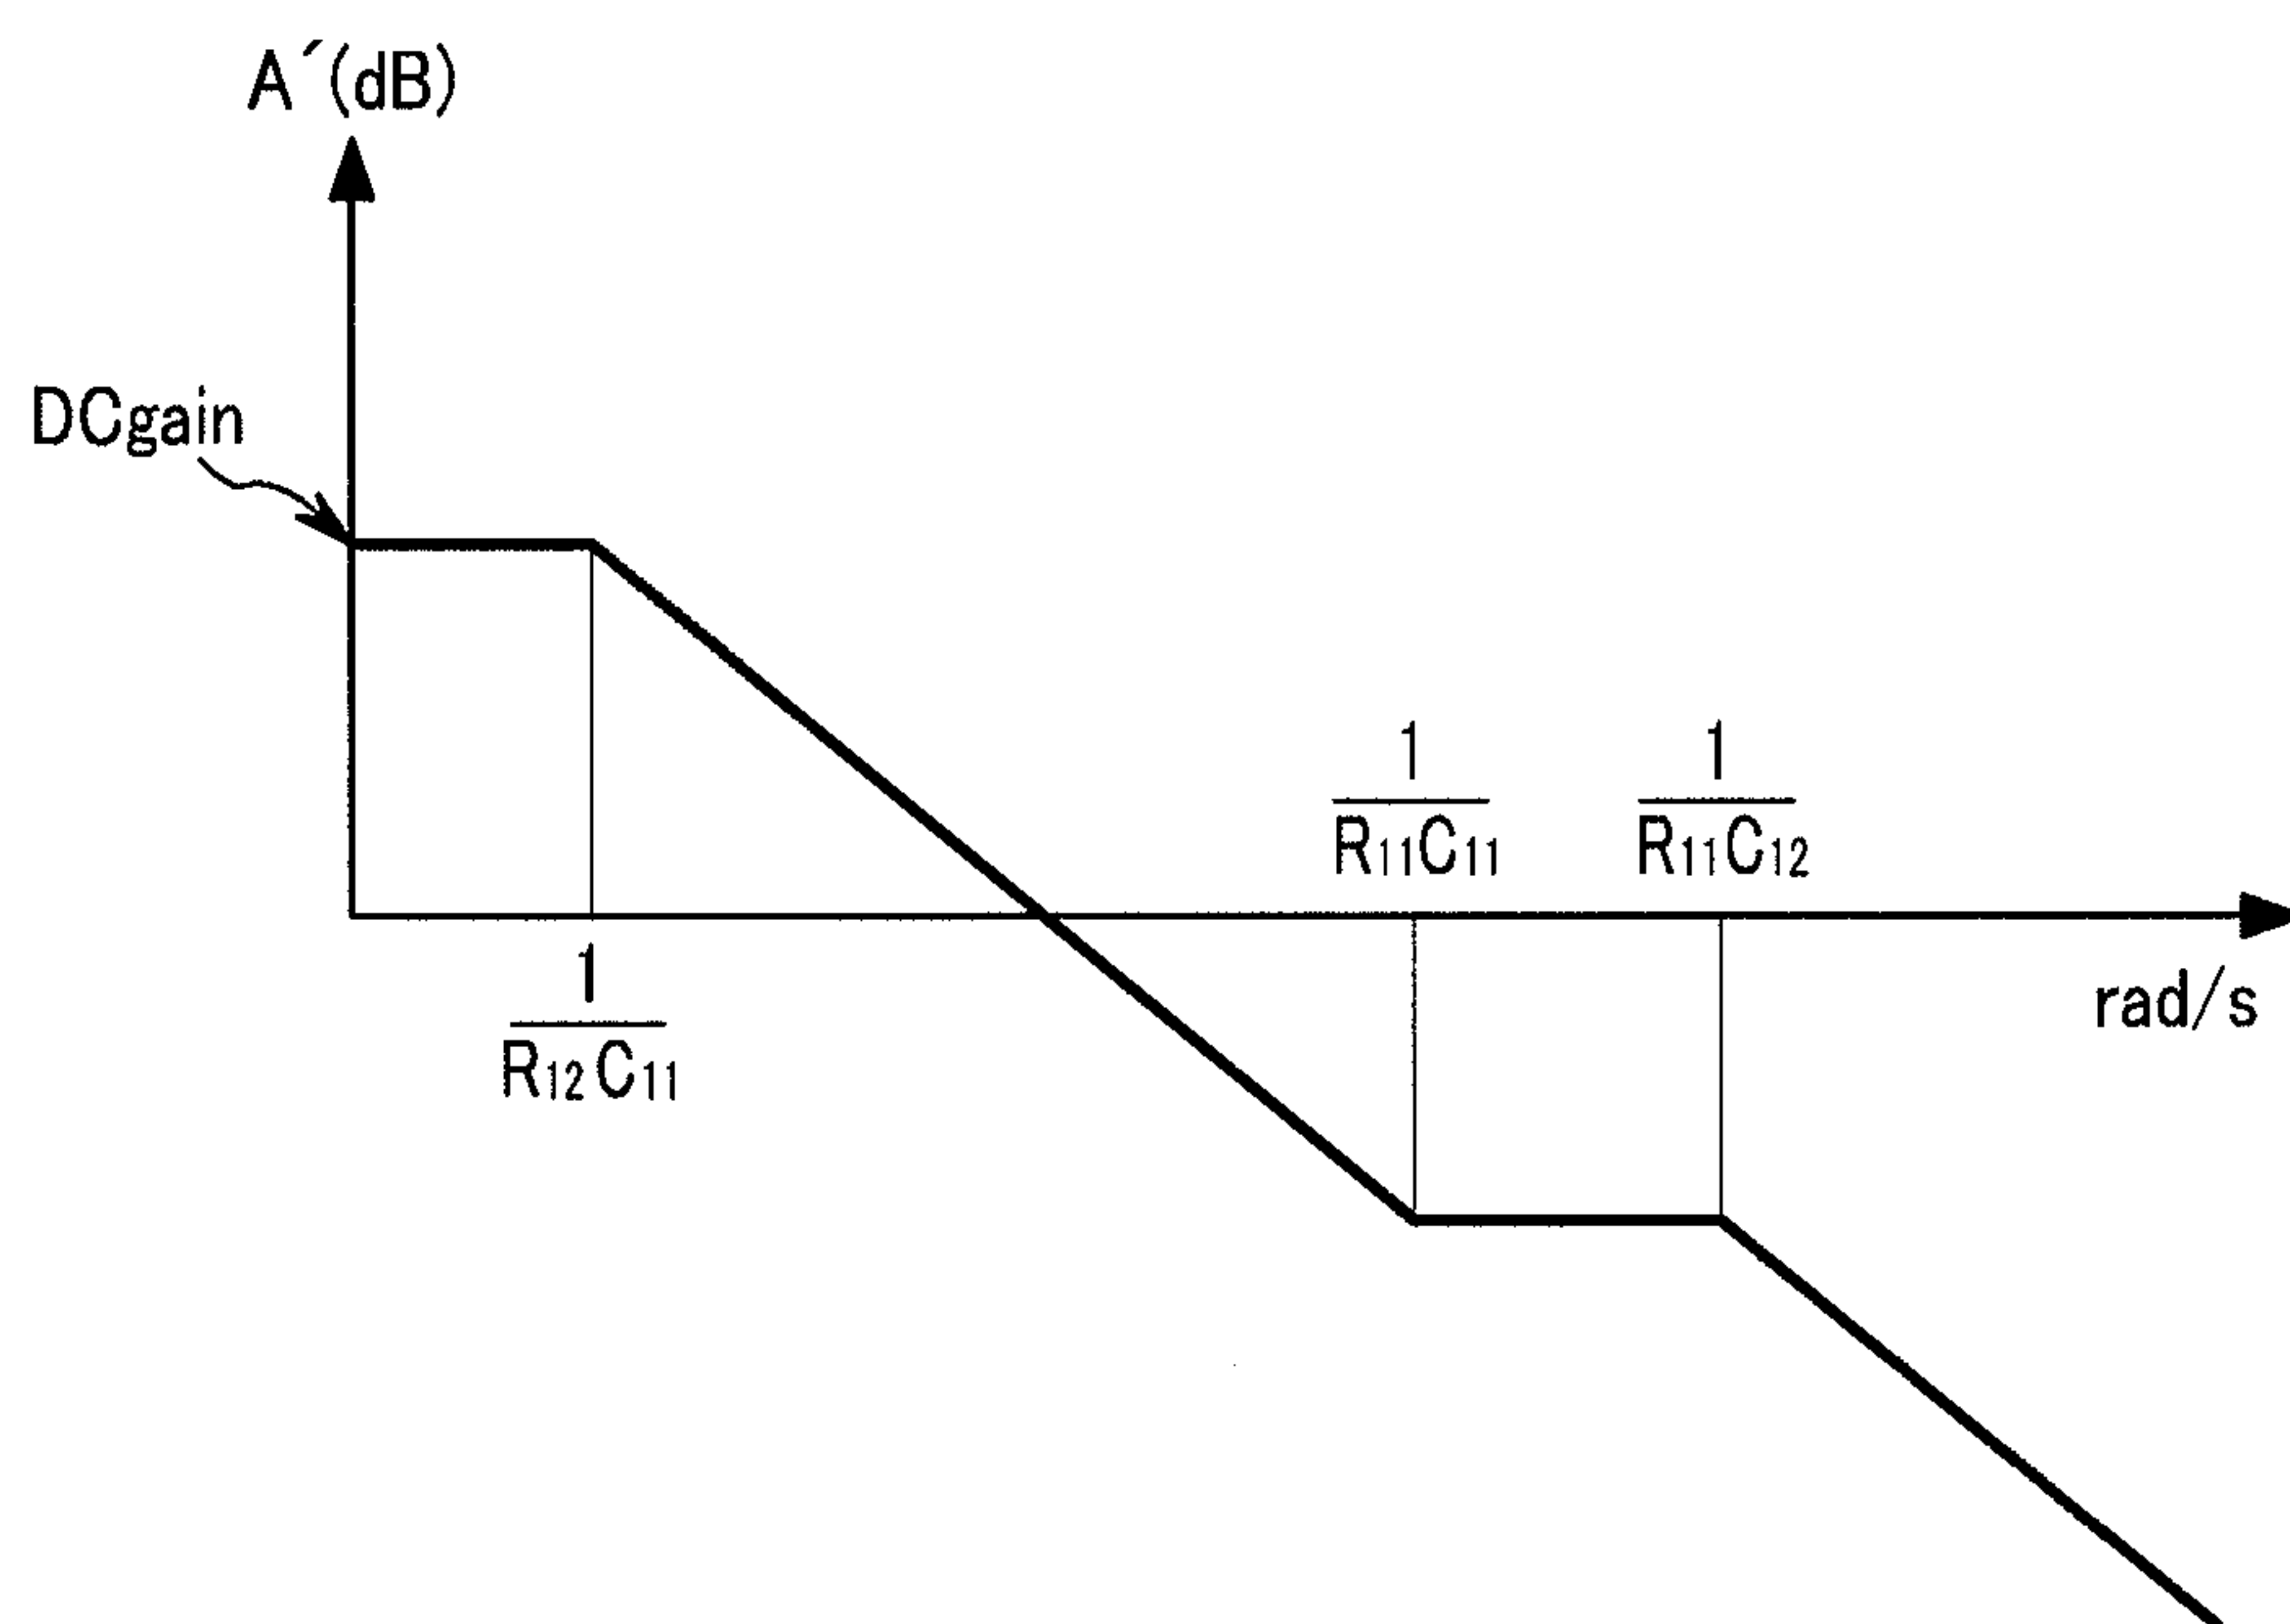 A´(dB)
DCgain
1
R₁₁C₁₁
1
R₁₁C₁₂
1
R₁₂C₁₁
rad/s